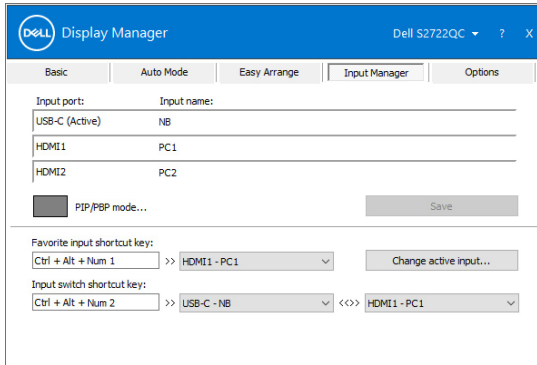 DELL Display Manager Dell S2722QC ? X
Basic Auto Mode Easy Arrange Input Manager Options
Input port: Input name:
USB-C (Active) NB
HDMI1 PC1
HDMI2 PC2
PIP/PBP mode... Save
Favorite input shortcut key:
Ctrl + Alt + Num 1 >> HDMI1 - PC1 Change active input...
Input switch shortcut key:
Ctrl + Alt + Num 2 >> USB-C - NB <<>> HDMI1 - PC1